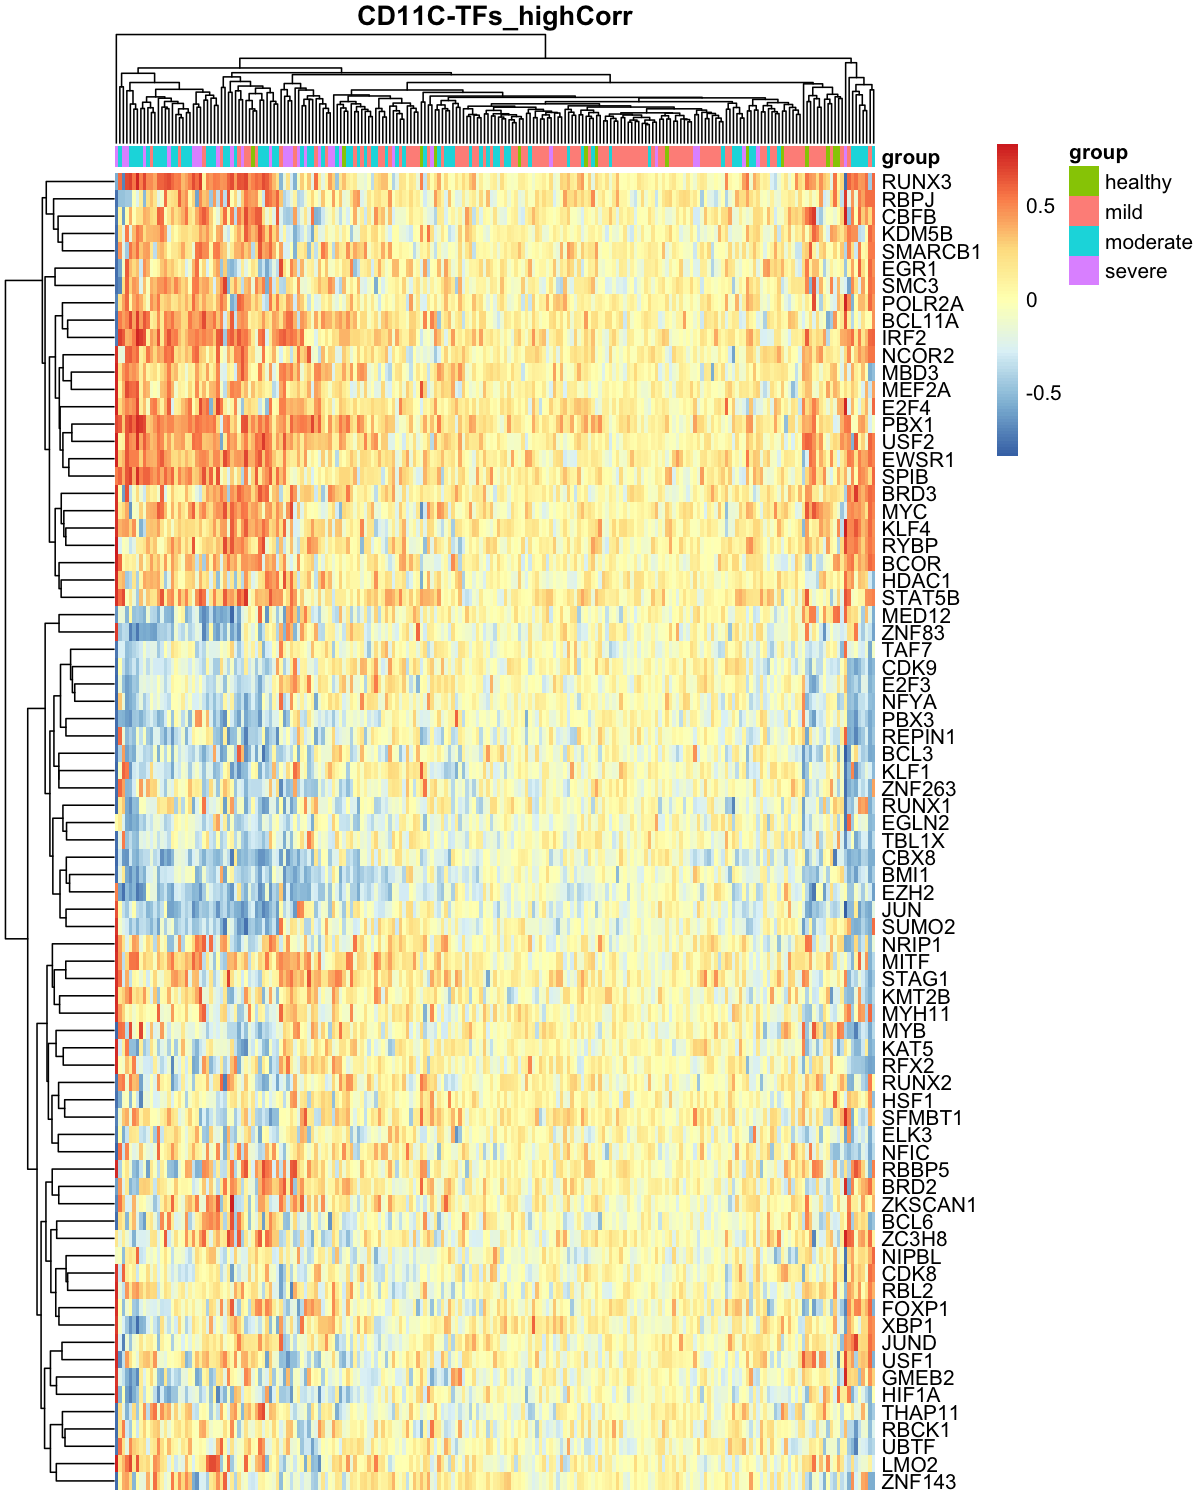 CD11C-TFs_highCorr
group
RUNX3
RBPJ
CBFB
KDM5B
SMARCB1
EGR1
SMC3
POLR2A
BCL11A
IRF2
NCOR2
MBD3
MEF2A
E2F4
PBX1
USF2
EWSR1
SPIB
BRD3
MYC
KLF4
RYBP
BCOR
HDAC1
STAT5B
MED12
ZNF83
TAF7
CDK9
E2F3
NFYA
PBX3
REPIN1
BCL3
KLF1
ZNF263
RUNX1
EGLN2
TBL1X
CBX8
BMI1
EZH2
JUN
SUMO2
NRIP1
MITF
STAG1
KMT2B
MYH11
MYB
KAT5
RFX2
RUNX2
HSF1
SFMBT1
ELK3
NFIC
RBBP5
BRD2
ZKSCAN1
BCL6
ZC3H8
NIPBL
CDK8
RBL2
FOXP1
XBP1
JUND
USF1
GMEB2
HIF1A
THAP11
RBCK1
UBTF
LMO2
ZNF143
0.5
0
-0.5
group
healthy
mild
moderate
severe